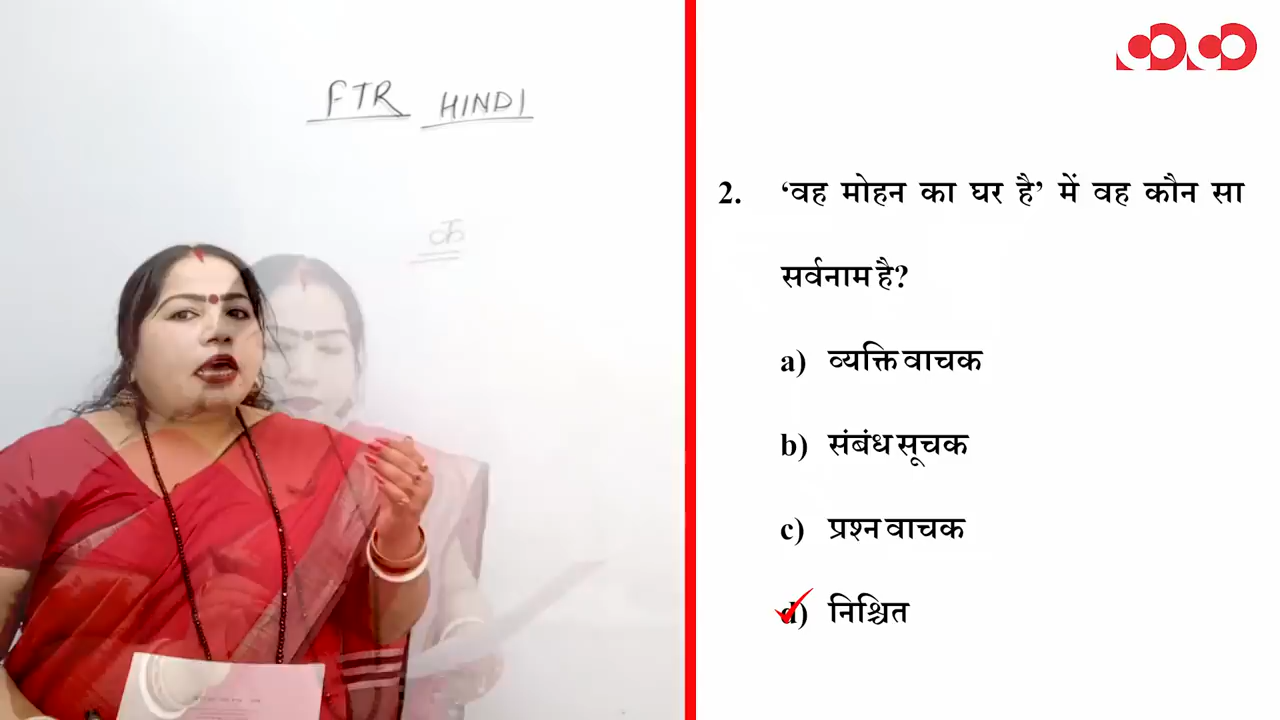 FTR HINDI
क
2. ‘वह मोहन का घर है’ में वह कौन सा
सर्वनाम है?
a) व्यक्ति वाचक
b) संबंध सूचक
c) प्रश्न वाचक
d) निश्चित